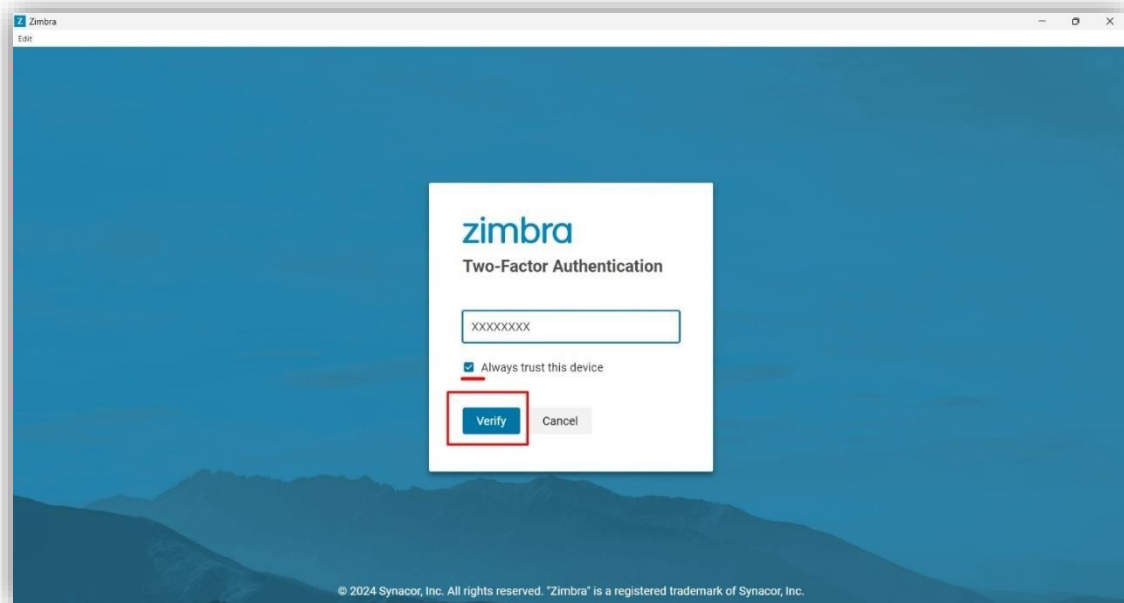 Z Zimbra
Edit
zimbra
Two-Factor Authentication
XXXXXXXX
Always trust this device
Verify Cancel
© 2024 Synacor, Inc. All rights reserved. "Zimbra" is a registered trademark of Synacor, Inc.